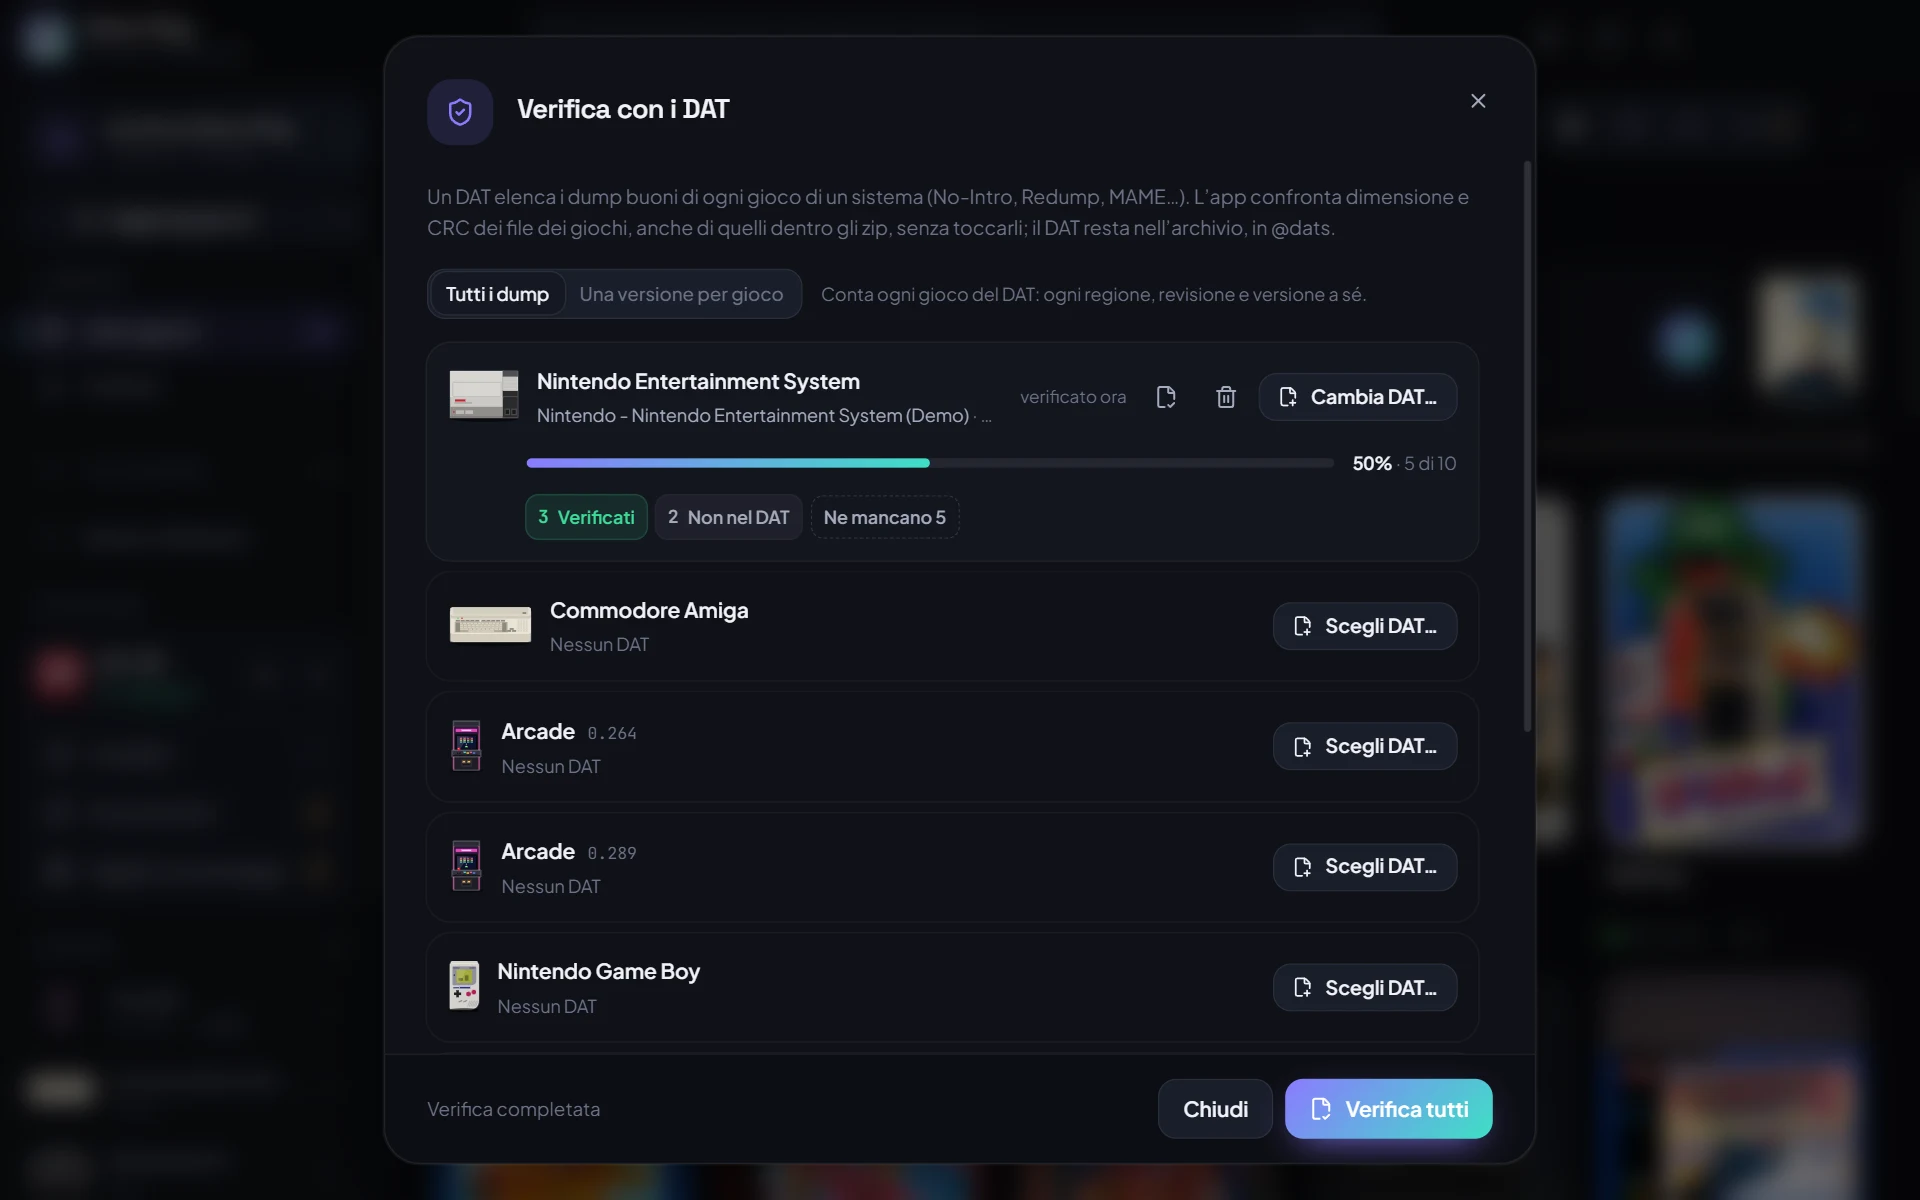 Verifica con i DAT
Un DAT elenca i dump buoni di ogni gioco di un sistema (No-Intro, Redump, MAME…). L'app confronta dimensione e
CRC dei file dei giochi, anche di quelli dentro gli zip, senza toccarli; il DAT resta nell'archivio, in @dats.
Tutti i dump
Una versione per gioco
Conta ogni gioco del DAT: ogni regione, revisione e versione a sé.
Nintendo Entertainment System
Nintendo - Nintendo Entertainment System (Demo) · …
verificato ora
Cambia DAT…
50% · 5 di 10
3 Verificati
2 Non nel DAT
Ne mancano 5
Commodore Amiga
Nessun DAT
Scegli DAT…
Arcade 0.264
Nessun DAT
Scegli DAT…
Arcade 0.289
Nessun DAT
Scegli DAT…
Nintendo Game Boy
Nessun DAT
Scegli DAT…
Verifica completata
Chiudi
Verifica tutti